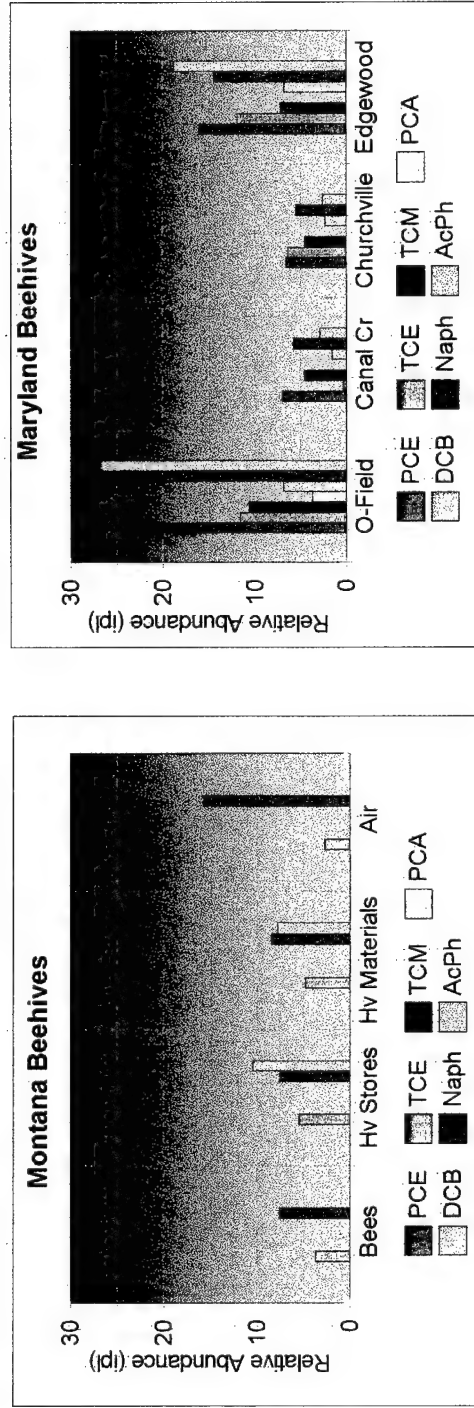 Montana Beehives
Relative Abundance (ipl)
30
20
10
0
Bees Hv Stores Hv Materials Air
PCE TCE TCM PCA
DCB Naph AcPh
Maryland Beehives
Relative Abundance (ipl)
30
20
10
0
O-Field Canal Cr Churchville Edgewood
PCE TCE TCM PCA
DCB Naph AcPh